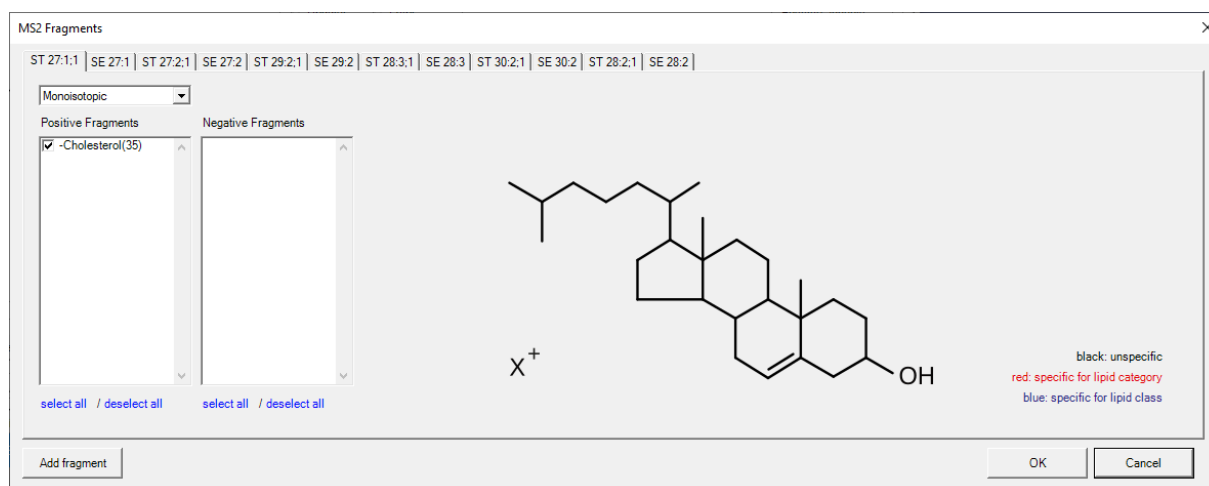 MS2 Fragments
ST 27:1;1 SE 27:1 ST 27:2;1 SE 27:2 ST 29:2;1 SE 29:2 ST 28:3;1 SE 28:3 ST 30:2;1 SE 30:2 ST 28:2;1 SE 28:2
Monoisotopic
Positive Fragments Negative Fragments
-Cholesterol(35)
X+
OH
black: unspecific
red: specific for lipid category
blue: specific for lipid class
select all / deselect all select all / deselect all
Add fragment OK Cancel